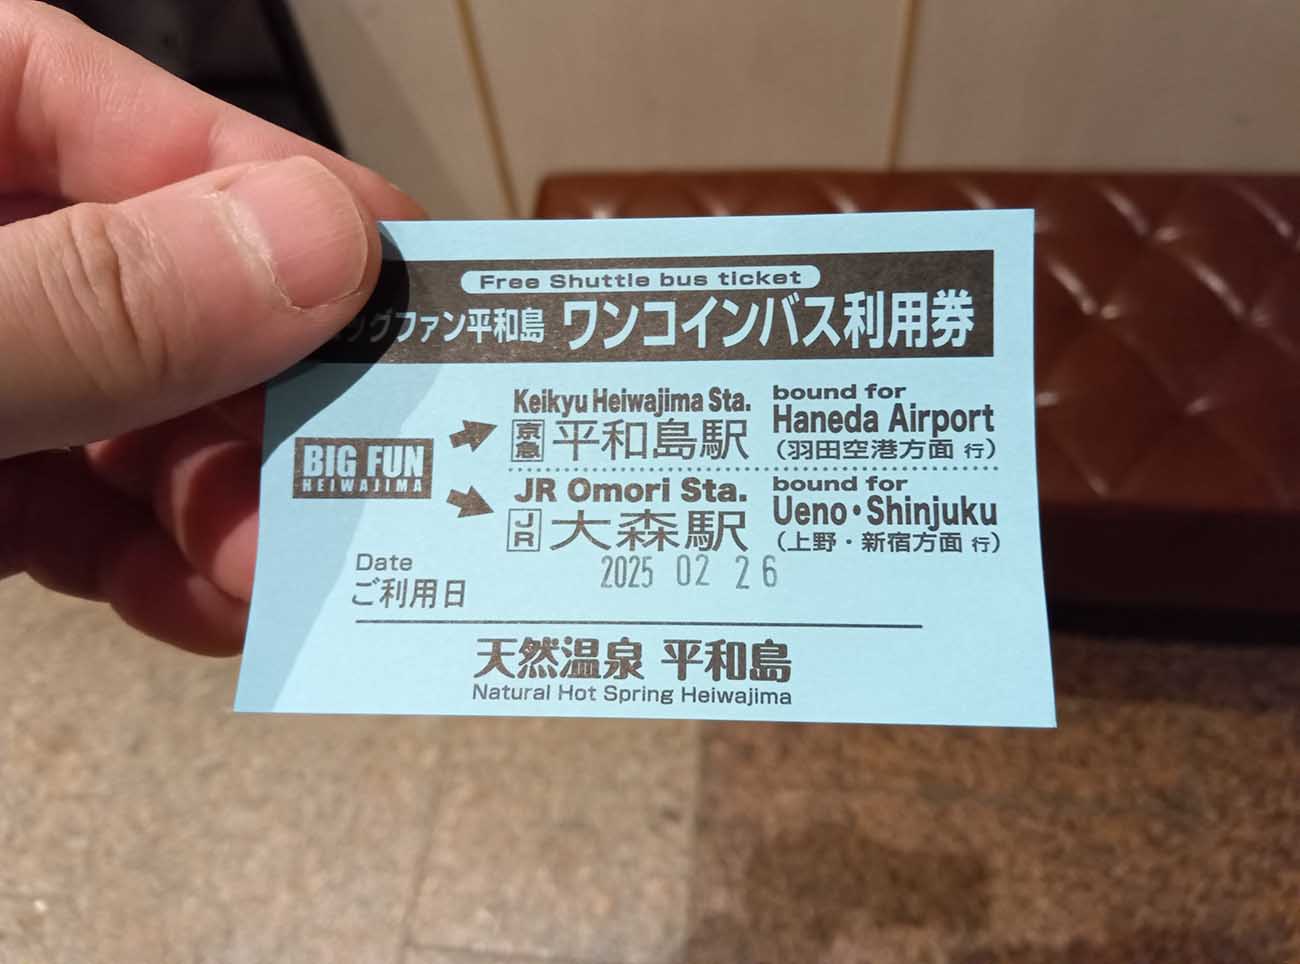 Free Shuttle bus ticket
ングファン平和島 ワンコインバス利用券
Keikyu Heiwajima Sta. bound for
京急 平和島駅 Haneda Airport
(羽田空港方面 行)
BIG FUN
HEIWAJIMA
JR Omori Sta. bound for
JR 大森駅 Ueno・Shinjuku
(上野・新宿方面 行)
Date 2025 02 26
ご利用日
天然温泉 平和島
Natural Hot Spring Heiwajima